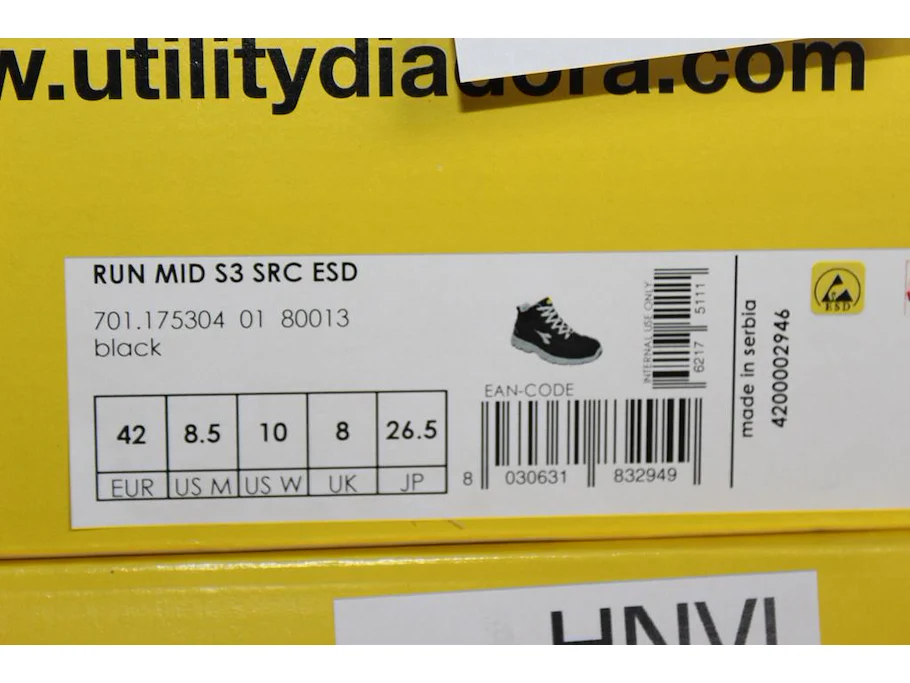 w.utilitydiadora.com
RUN MID S3 SRC ESD
701.175304 01 80013
black
42 8.5 10 8 26.5
EUR US M US W UK JP
EAN-CODE
8 030631 832949
INTERNAL USE ONLY
6217 5111
made in serbia
4200002946
ESD